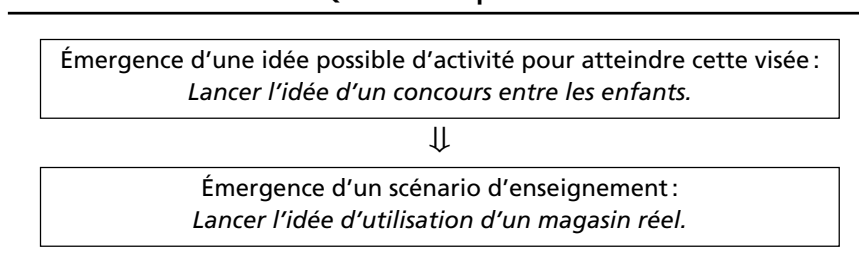 Émergence d’une idée possible d’activité pour atteindre cette visée :
Lancer l’idée d’un concours entre les enfants.
⇓
Émergence d’un scénario d’enseignement :
Lancer l’idée d’utilisation d’un magasin réel.